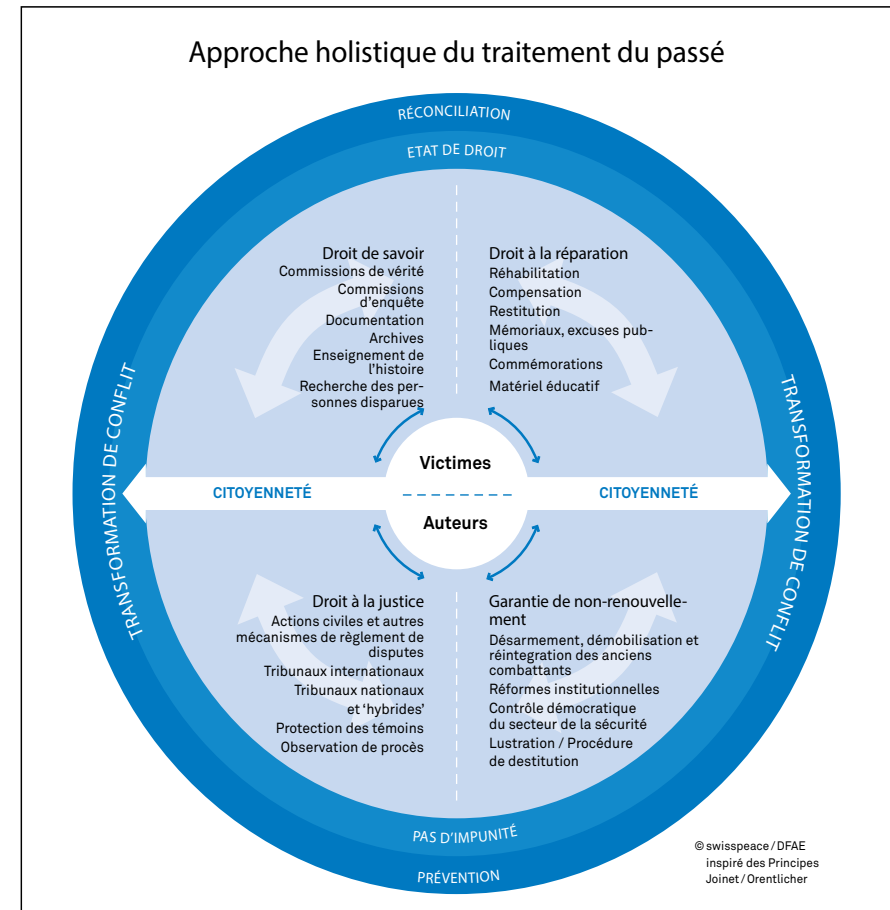 Approche holistique du traitement du passé
RÉCONCILIATION
ETAT DE DROIT
Droit de savoir
Commissions de vérité
Commissions
d'enquête
Documentation
Archives
Enseignement de
l'histoire
Recherche des per-
sonnes disparues
Droit à la réparation
Réhabilitation
Compensation
Restitution
Mémoriaux, excuses pub-
liques
Commémorations
Matériel éducatif
TRANSFORMATION DE CONFLIT
TRANSFORMATION DE CONFLIT
Victimes
CITOYENNETÉ
CITOYENNETÉ
Auteurs
Droit à la justice
Actions civiles et autres
mécanismes de règlement de
disputes
Tribunaux internationaux
Tribunaux nationaux
et ‘hybrides’
Protection des témoins
Observation de procès
Garantie de non-renouvelle-
ment
Désarmement, démobilisation et
réintegration des anciens
combattants
Réformes institutionnelles
Contrôle démocratique
du secteur de la sécurité
Lustration / Procédure
de destitution
PAS D'IMPUNITÉ
PRÉVENTION
© swisspeace / DFAE
inspiré des Principes
Joinet / Orentlicher